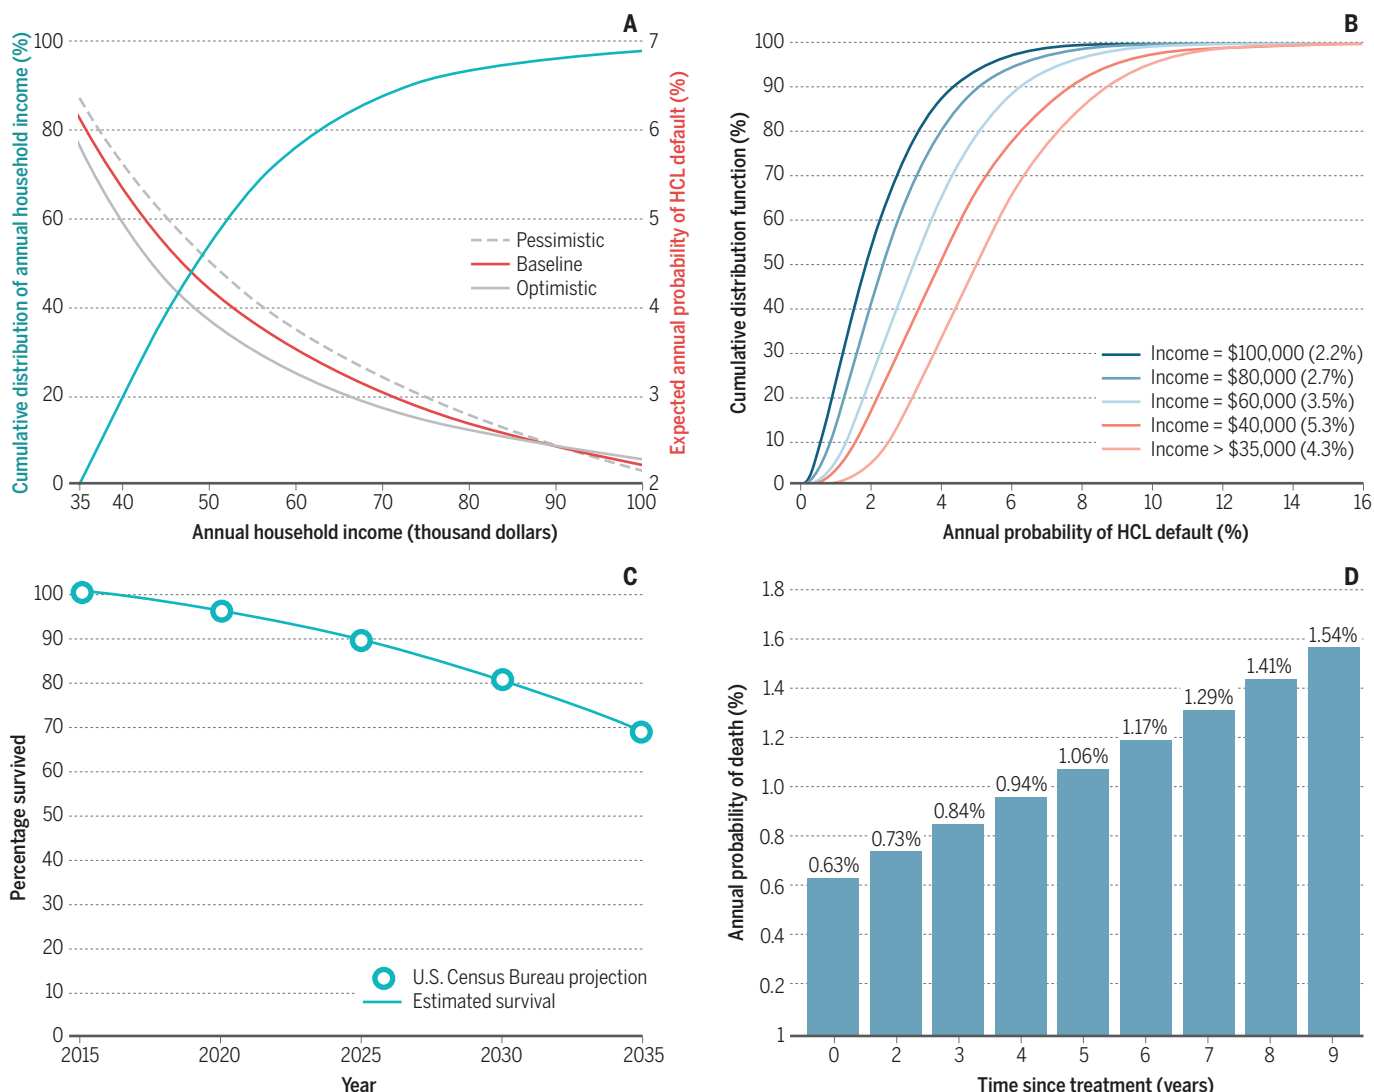 A
Cumulative distribution of annual household income (%)
100
80
60
40
20
0
7
6
5
4
3
2
Expected annual probability of HCL default (%)
Pessimistic
Baseline
Optimistic
35 40 50 60 70 80 90 100
Annual household income (thousand dollars)
B
Cumulative distribution function (%)
100
90
80
70
60
50
40
30
20
10
0
Income = $100,000 (2.2%)
Income = $80,000 (2.7%)
Income = $60,000 (3.5%)
Income = $40,000 (5.3%)
Income > $35,000 (4.3%)
0 2 4 6 8 10 12 14 16
Annual probability of HCL default (%)
C
Percentage survived
100
90
80
70
60
50
40
30
20
10
0
U.S. Census Bureau projection
Estimated survival
2015 2020 2025 2030 2035
Year
D
Annual probability of death (%)
1.8
1.6
1.4
1.2
1.0
0.8
0.6
0.4
0.2
1
0.63%
0.73%
0.84%
0.94%
1.06%
1.17%
1.29%
1.41%
1.54%
0 2 3 4 5 6 7 8 9
Time since treatment (years)